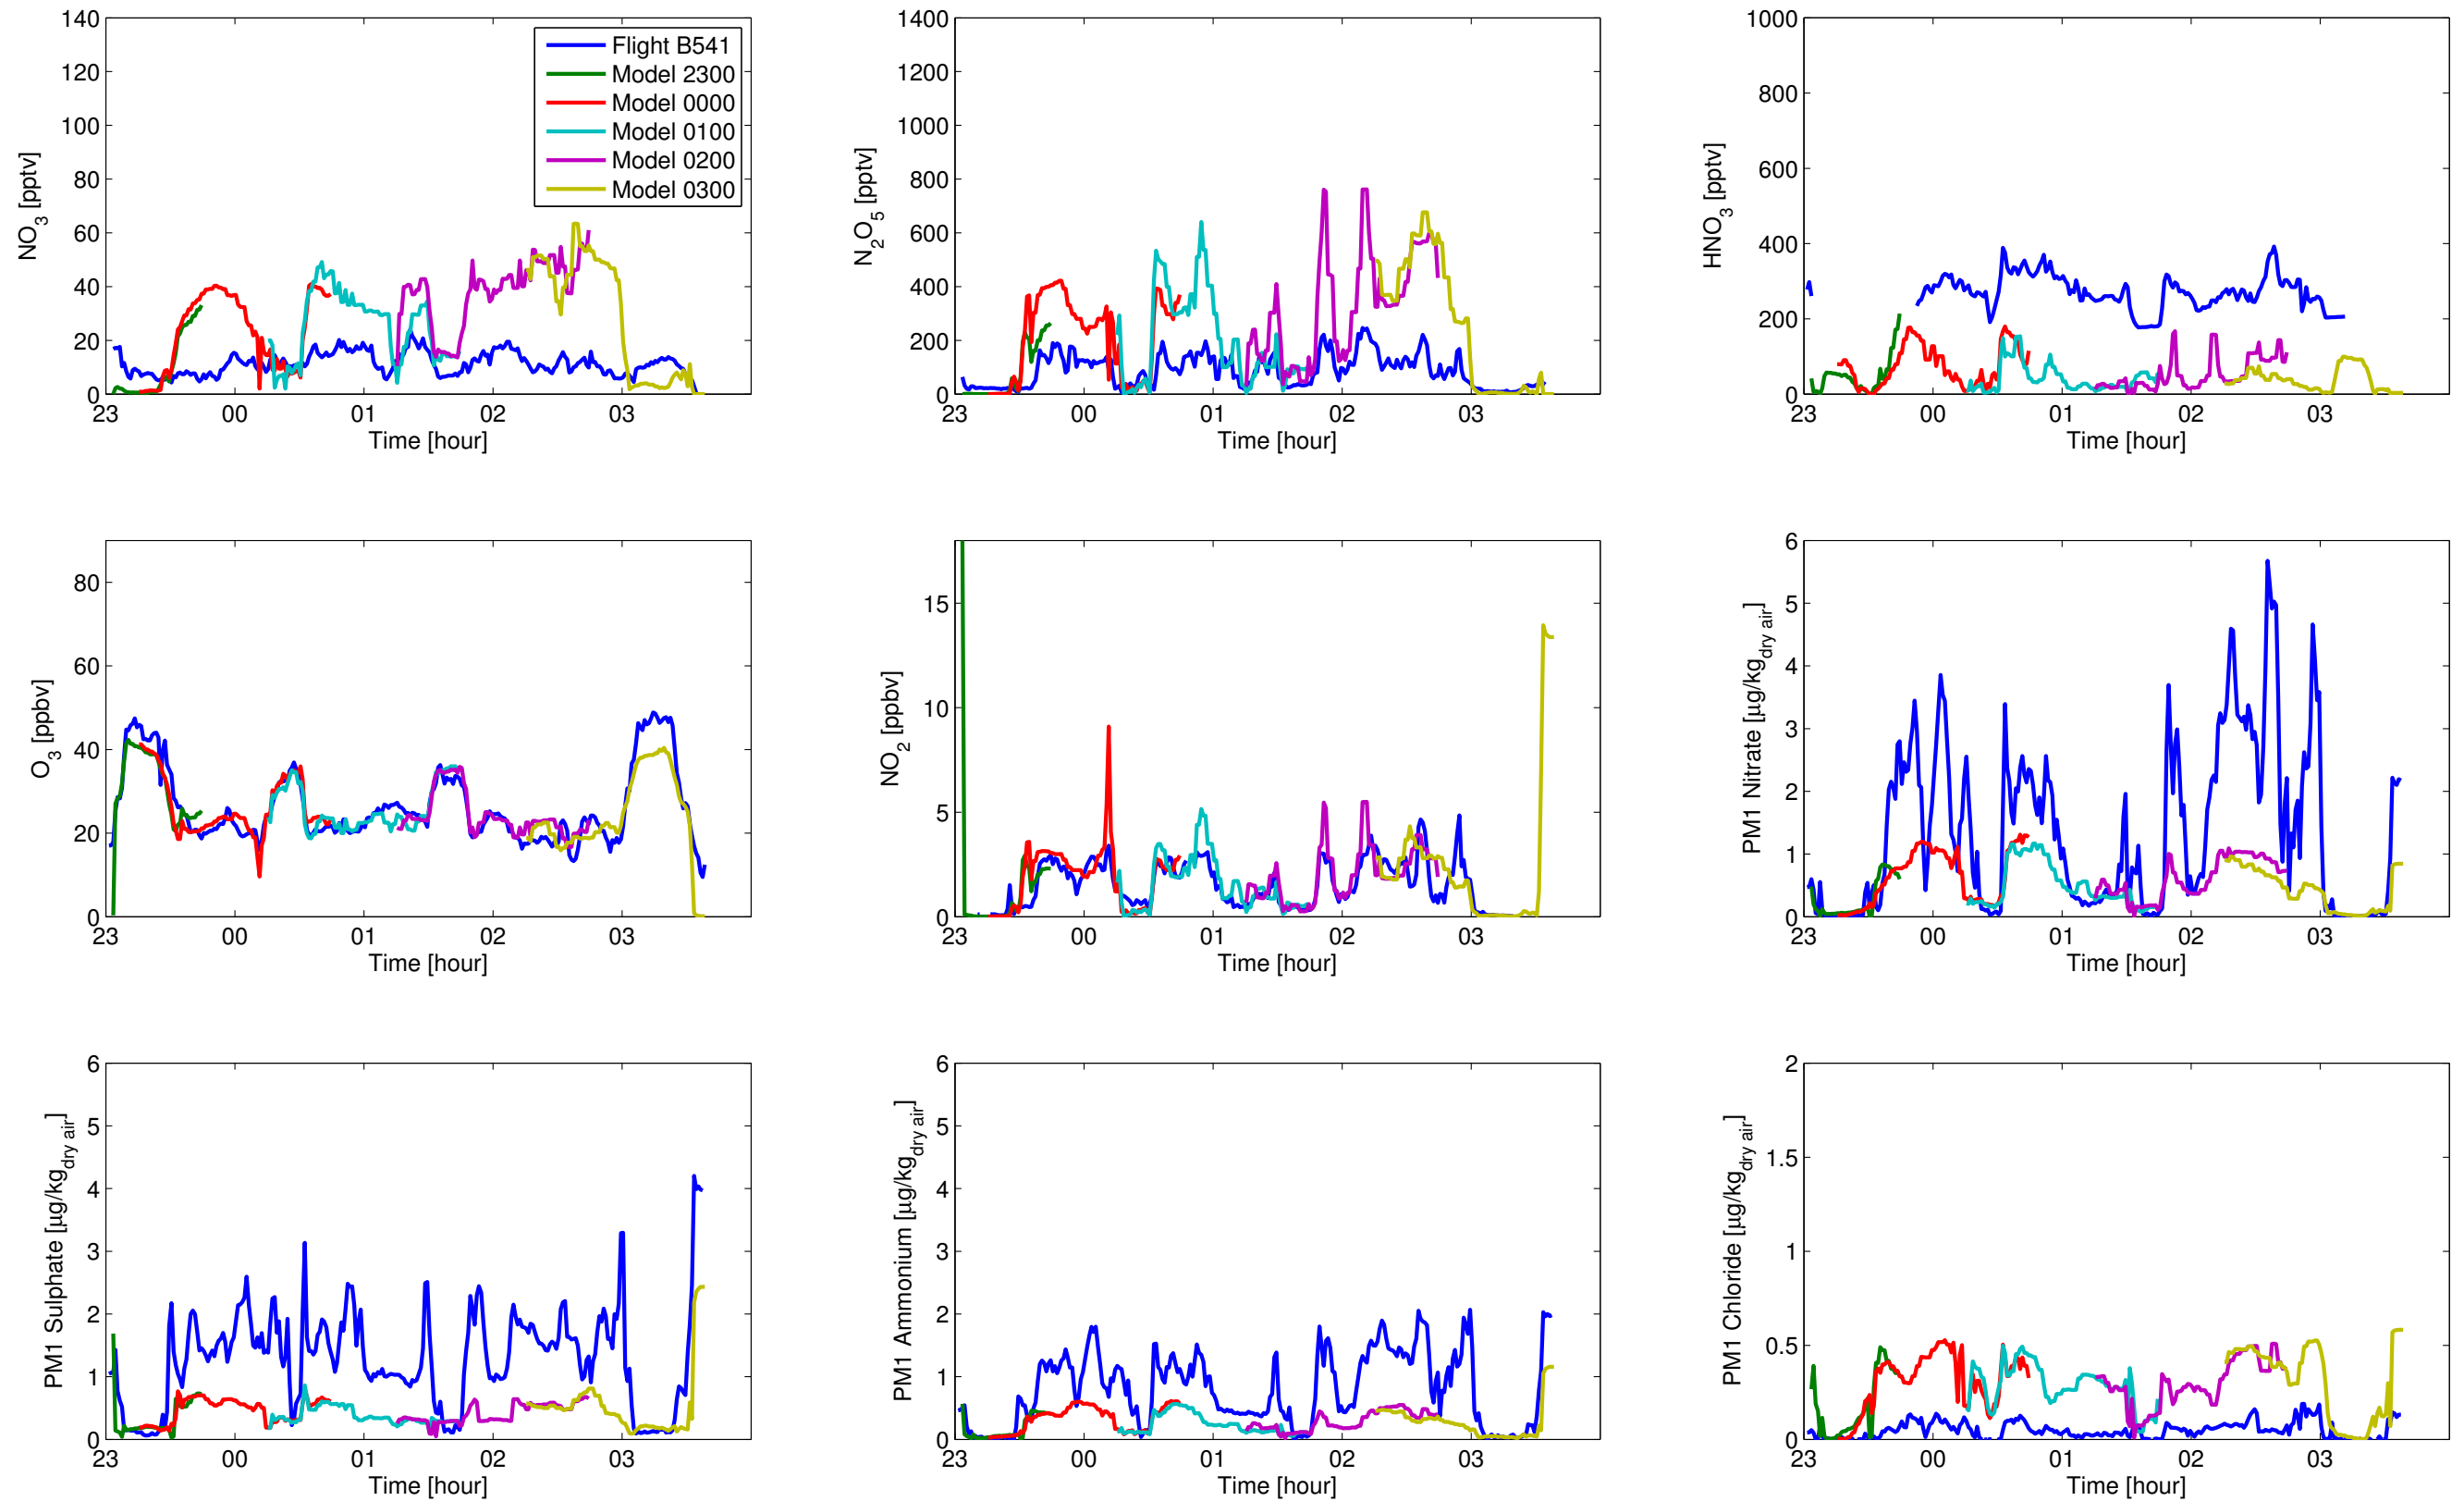 140
120
100
80
60
40
20
0
NO3 [pptv]
23 00 01 02 03
Time [hour]
Flight B541
Model 2300
Model 0000
Model 0100
Model 0200
Model 0300
1400
1200
1000
800
600
400
200
0
N2O5 [pptv]
23 00 01 02 03
Time [hour]
1000
800
600
400
200
0
HNO3 [pptv]
23 00 01 02 03
Time [hour]
80
60
40
20
0
O3 [ppbv]
23 00 01 02 03
Time [hour]
15
10
5
0
NO2 [ppbv]
23 00 01 02 03
Time [hour]
6
5
4
3
2
1
0
PM1 Nitrate [µg/kgdry air]
23 00 01 02 03
Time [hour]
6
5
4
3
2
1
0
PM1 Sulphate [µg/kgdry air]
23 00 01 02 03
Time [hour]
6
5
4
3
2
1
0
PM1 Ammonium [µg/kgdry air]
23 00 01 02 03
Time [hour]
2
1.5
1
0.5
0
PM1 Chloride [µg/kgdry air]
23 00 01 02 03
Time [hour]